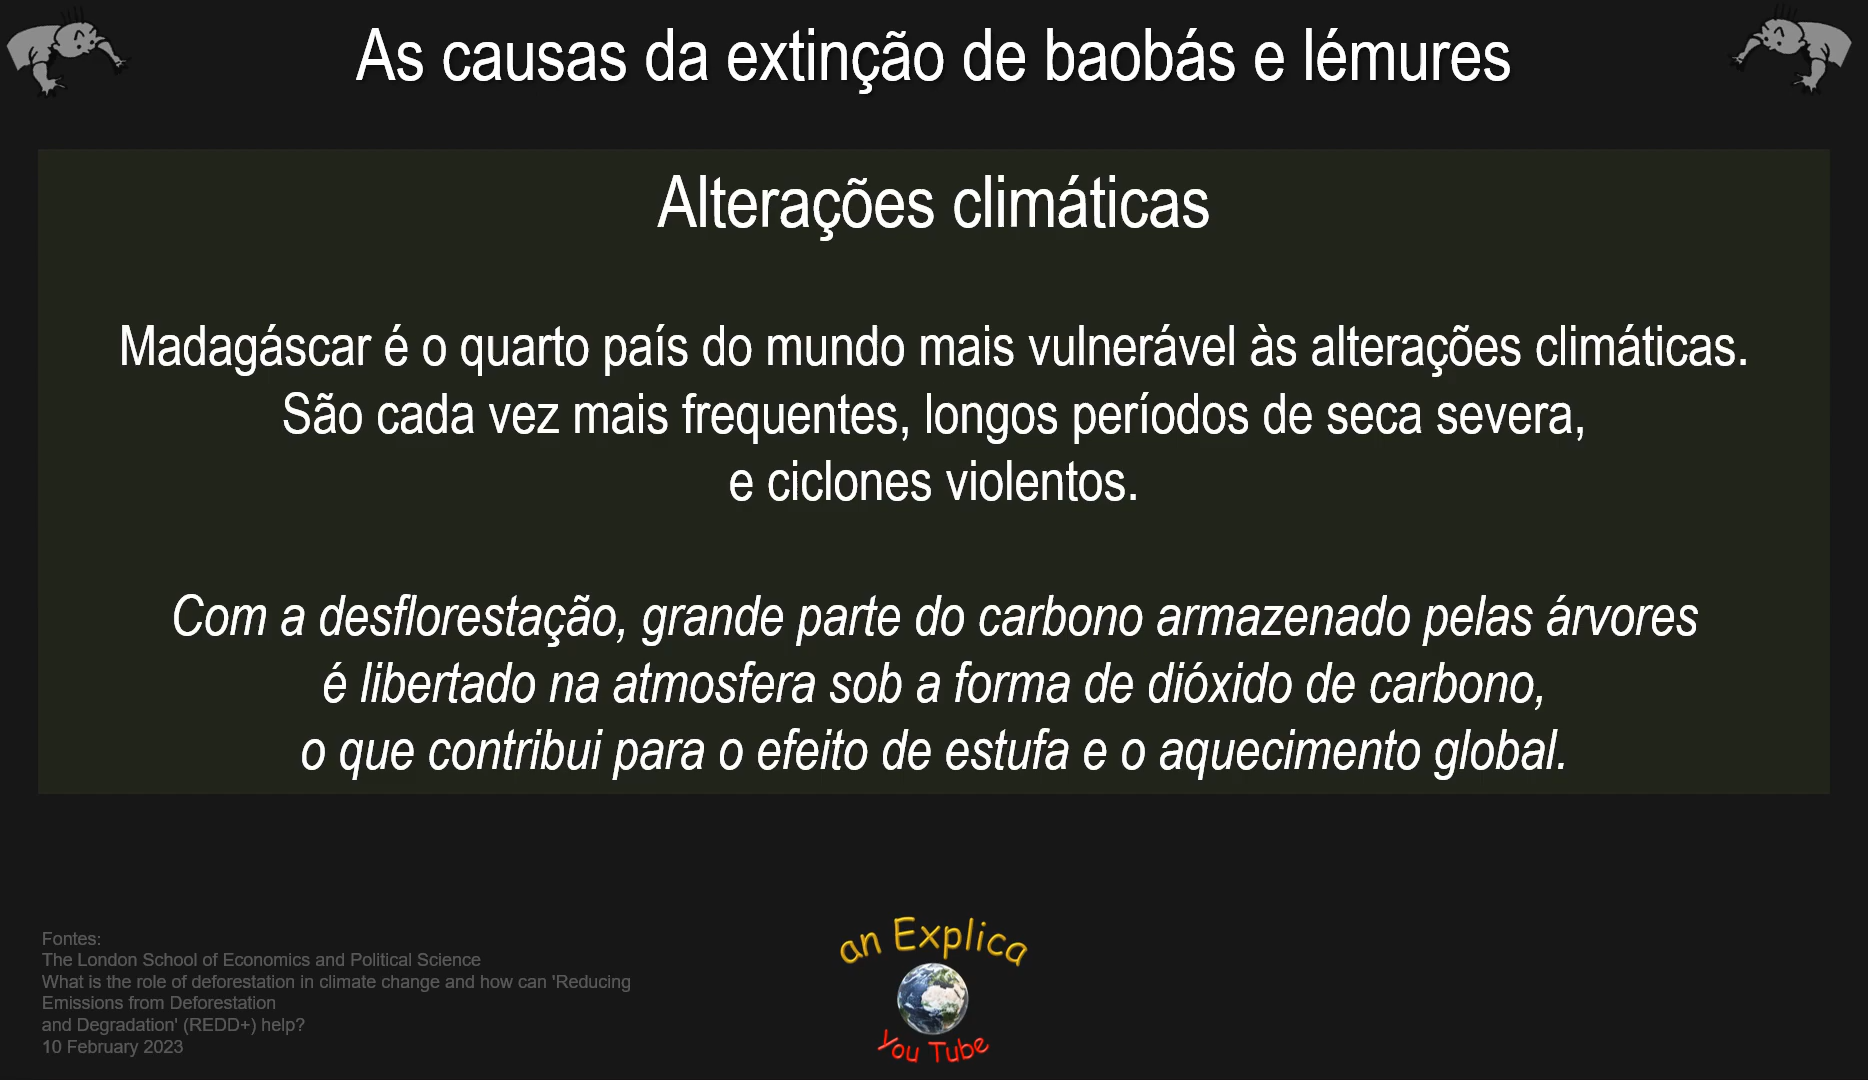 As causas da extinção de baobás e lémures
Alterações climáticas
Madagáscar é o quarto país do mundo mais vulnerável às alterações climáticas.
São cada vez mais frequentes, longos períodos de seca severa,
e ciclones violentos.
Com a desflorestação, grande parte do carbono armazenado pelas árvores
é libertado na atmosfera sob a forma de dióxido de carbono,
o que contribui para o efeito de estufa e o aquecimento global.
Fontes:
The London School of Economics and Political Science
What is the role of deforestation in climate change and how can 'Reducing
Emissions from Deforestation
and Degradation' (REDD+) help?
10 February 2023
an Explica
You Tube